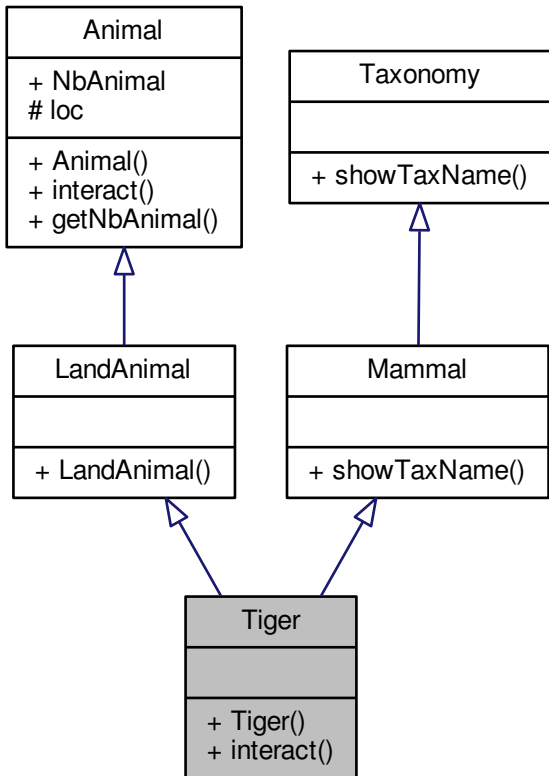 Animal
+ NbAnimal
# loc
+ Animal()
+ interact()
+ getNbAnimal()
Taxonomy
+ showTaxName()
LandAnimal
+ LandAnimal()
Mammal
+ showTaxName()
Tiger
+ Tiger()
+ interact()